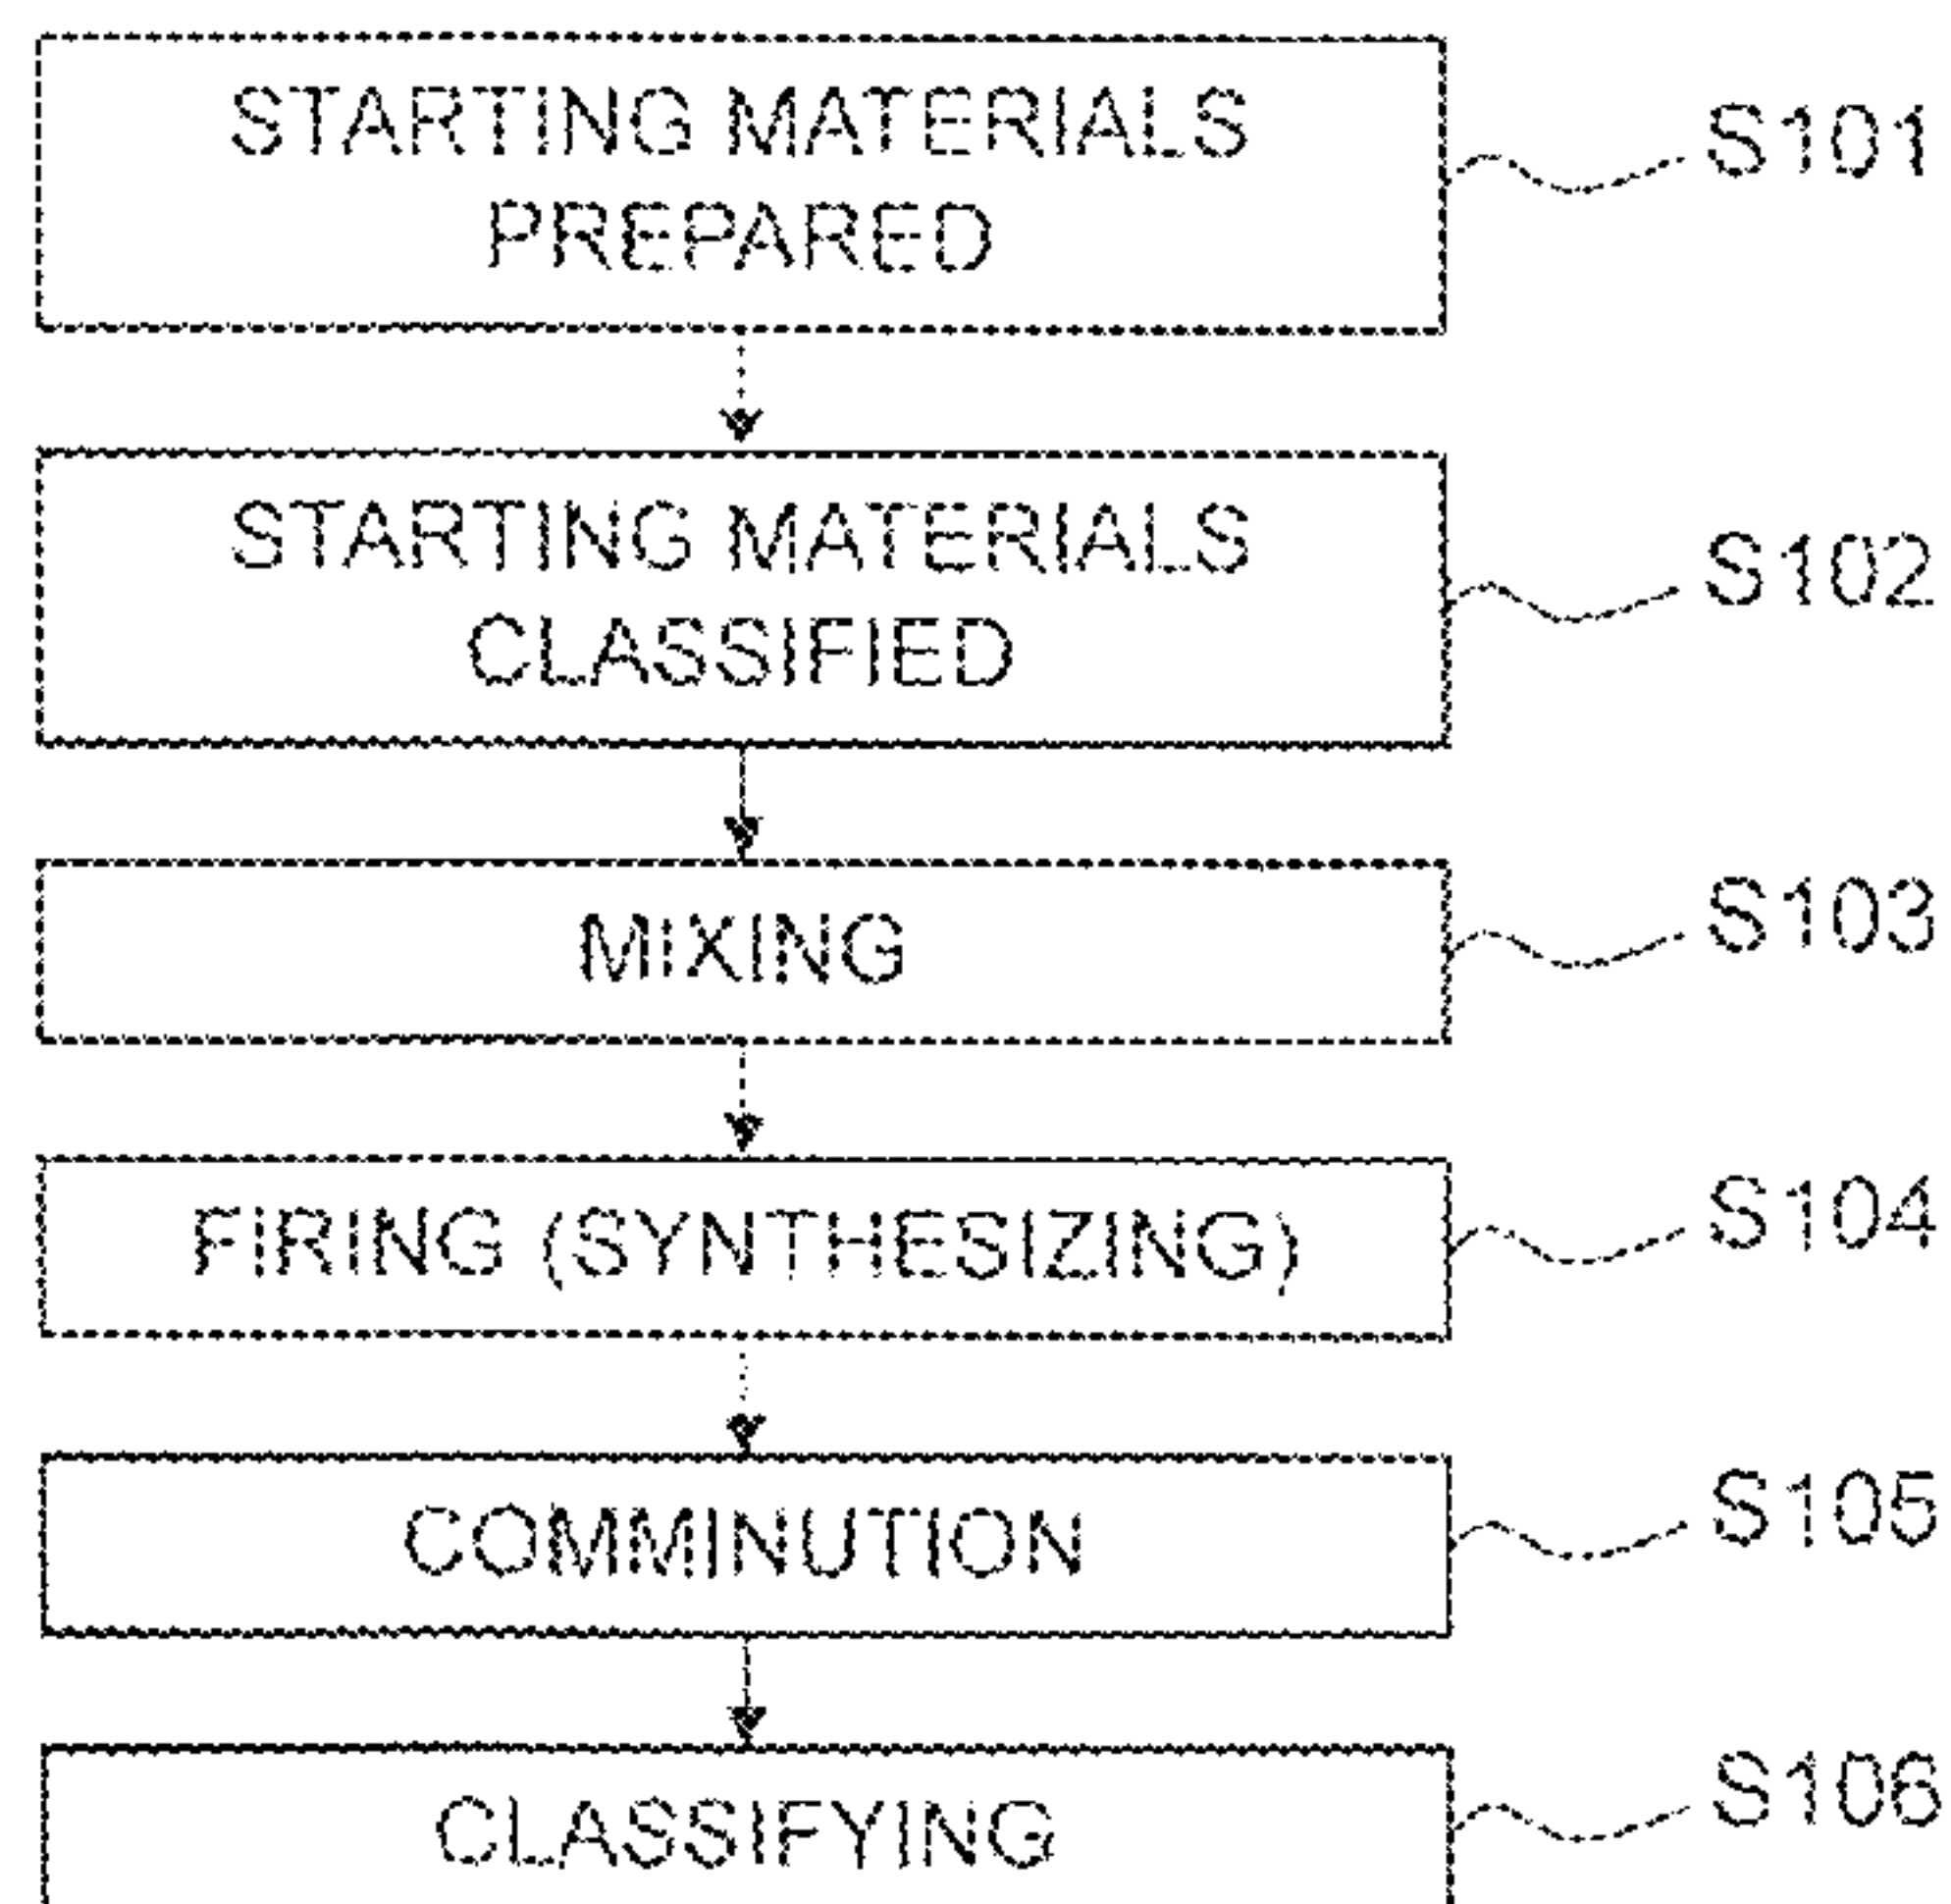 STARTING MATERIALS
PREPARED
S101
STARTING MATERIALS
CLASSIFIED
S102
MIXING
S103
FIRING (SYNTHESIZING)
S104
COMMINUTION
S105
CLASSIFYING
S106